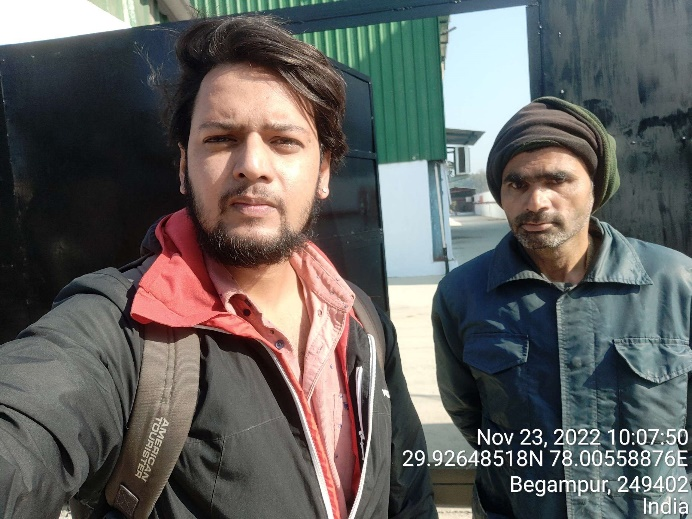 AMERICAN
TOURISTER
Nov 23, 2022 10:07:50
29.92648518N 78.00558876E
Begampur, 249402
India